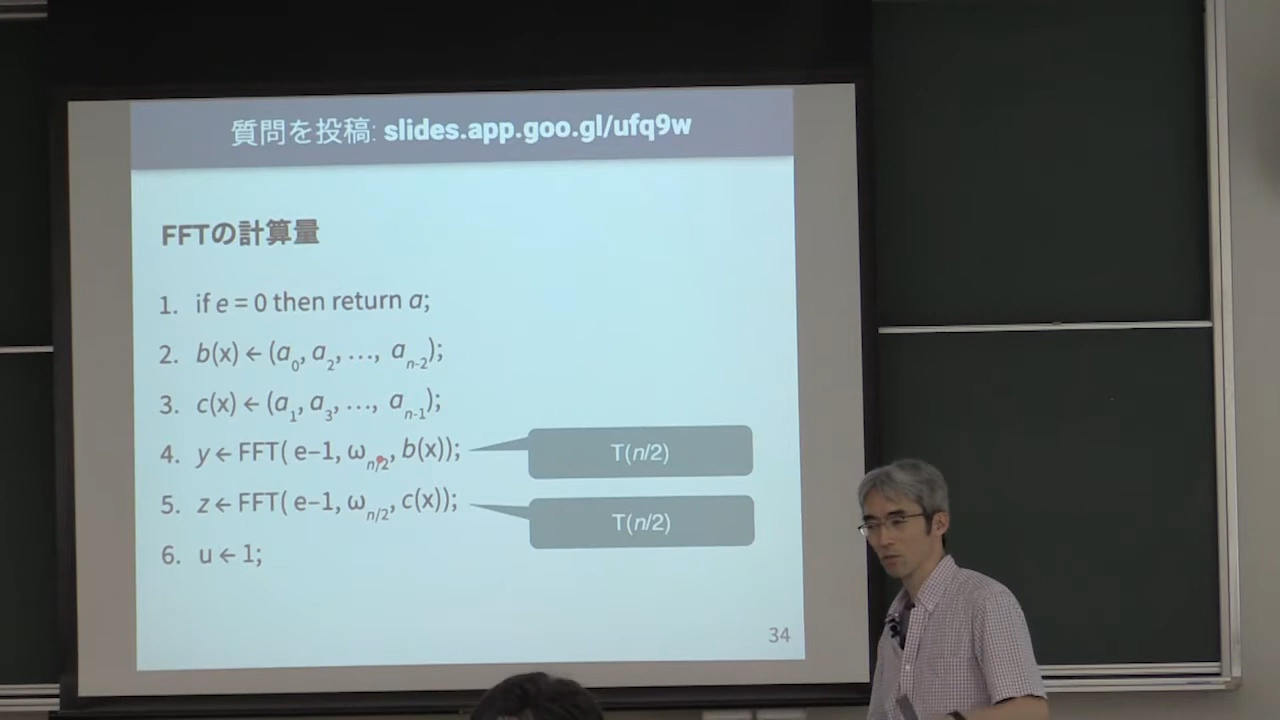 質問を投稿: slides.app.goo.gl/ufq9w
FFTの計算量
1. if e = 0 then return a;
2. b(x) ← (a0, a2, …, an-2);
3. c(x) ← (a1, a3, …, an-1);
4. y ← FFT( e−1, ωn/2, b(x));
T(n/2)
5. z ← FFT( e−1, ωn/2, c(x));
T(n/2)
6. u ← 1;
34